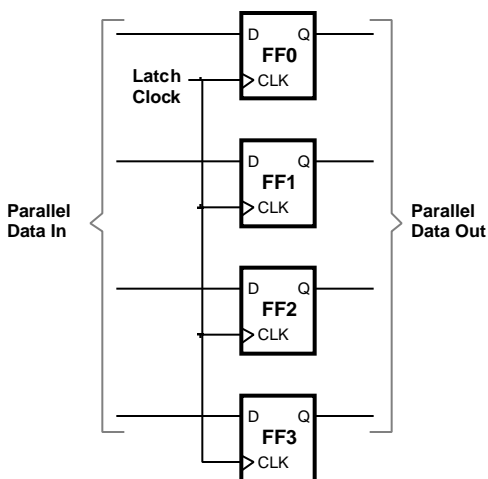 D Q
FF0
CLK
Latch
Clock
D Q
FF1
CLK
Parallel
Data In
Parallel
Data Out
D Q
FF2
CLK
D Q
FF3
CLK